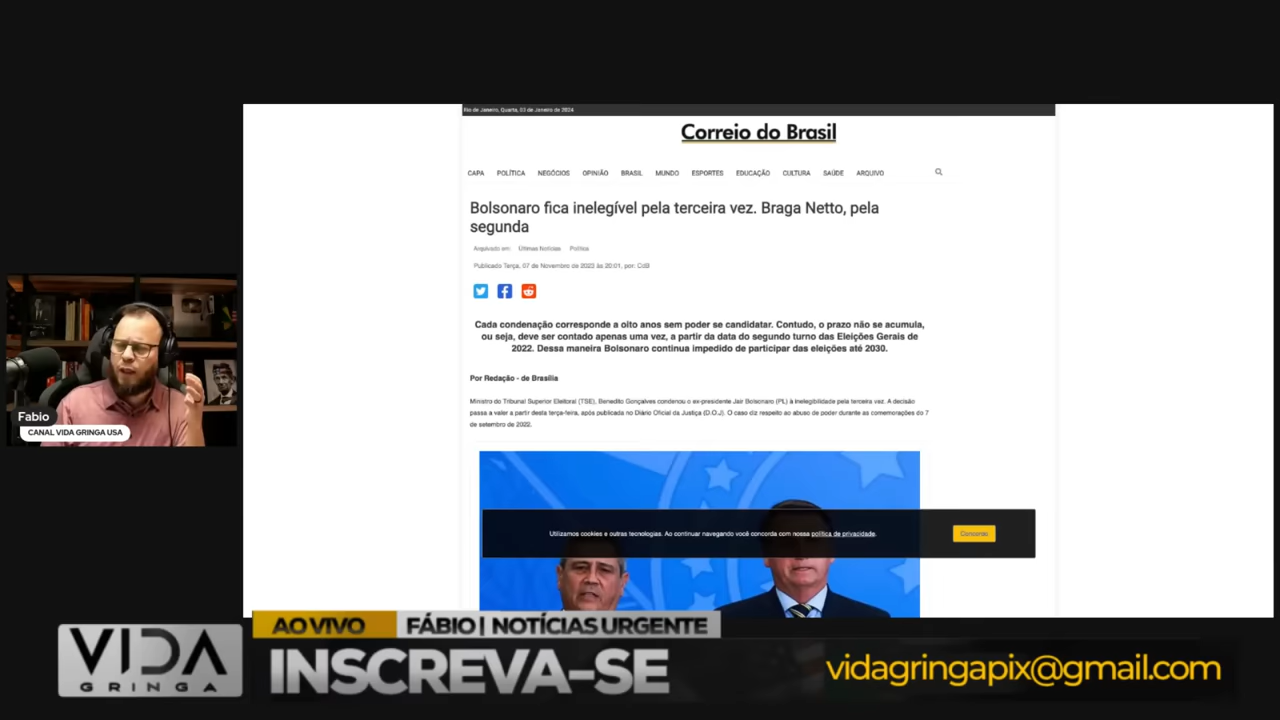 Rio de Janeiro, Quarta, 03 de Janeiro de 2024
Correio do Brasil
CAPA POLÍTICA NEGÓCIOS OPINIÃO BRASIL MUNDO ESPORTES EDUCAÇÃO CULTURA SAÚDE ARQUIVO
Bolsonaro fica inelegível pela terceira vez. Braga Netto, pela
segunda
Arquivado em: Últimas Notícias Política
Publicado Terça, 07 de Novembro de 2023 às 20:01, por: CdB
Cada condenação corresponde a oito anos sem poder se candidatar. Contudo, o prazo não se acumula,
ou seja, deve ser contado apenas uma vez, a partir da data do segundo turno das Eleições Gerais de
2022. Dessa maneira Bolsonaro continua impedido de participar das eleições até 2030.
Por Redação - de Brasília
Ministro do Tribunal Superior Eleitoral (TSE), Benedito Gonçalves condenou o ex-presidente Jair Bolsonaro (PL) à inelegibilidade pela terceira vez. A decisão
passa a valer a partir desta terça-feira, após publicada no Diário Oficial da Justiça (D.O.J). O caso diz respeito ao abuso de poder durante as comemorações do 7
de setembro de 2022.
Utilizamos cookies e outras tecnologias. Ao continuar navegando você concorda com nossa política de privacidade.
Concordo
Fabio
CANAL VIDA GRINGA USA
AO VIVO
FÁBIO | NOTÍCIAS URGENTE
VIDA
GRINGA
INSCREVA-SE
vidagringapix@gmail.com